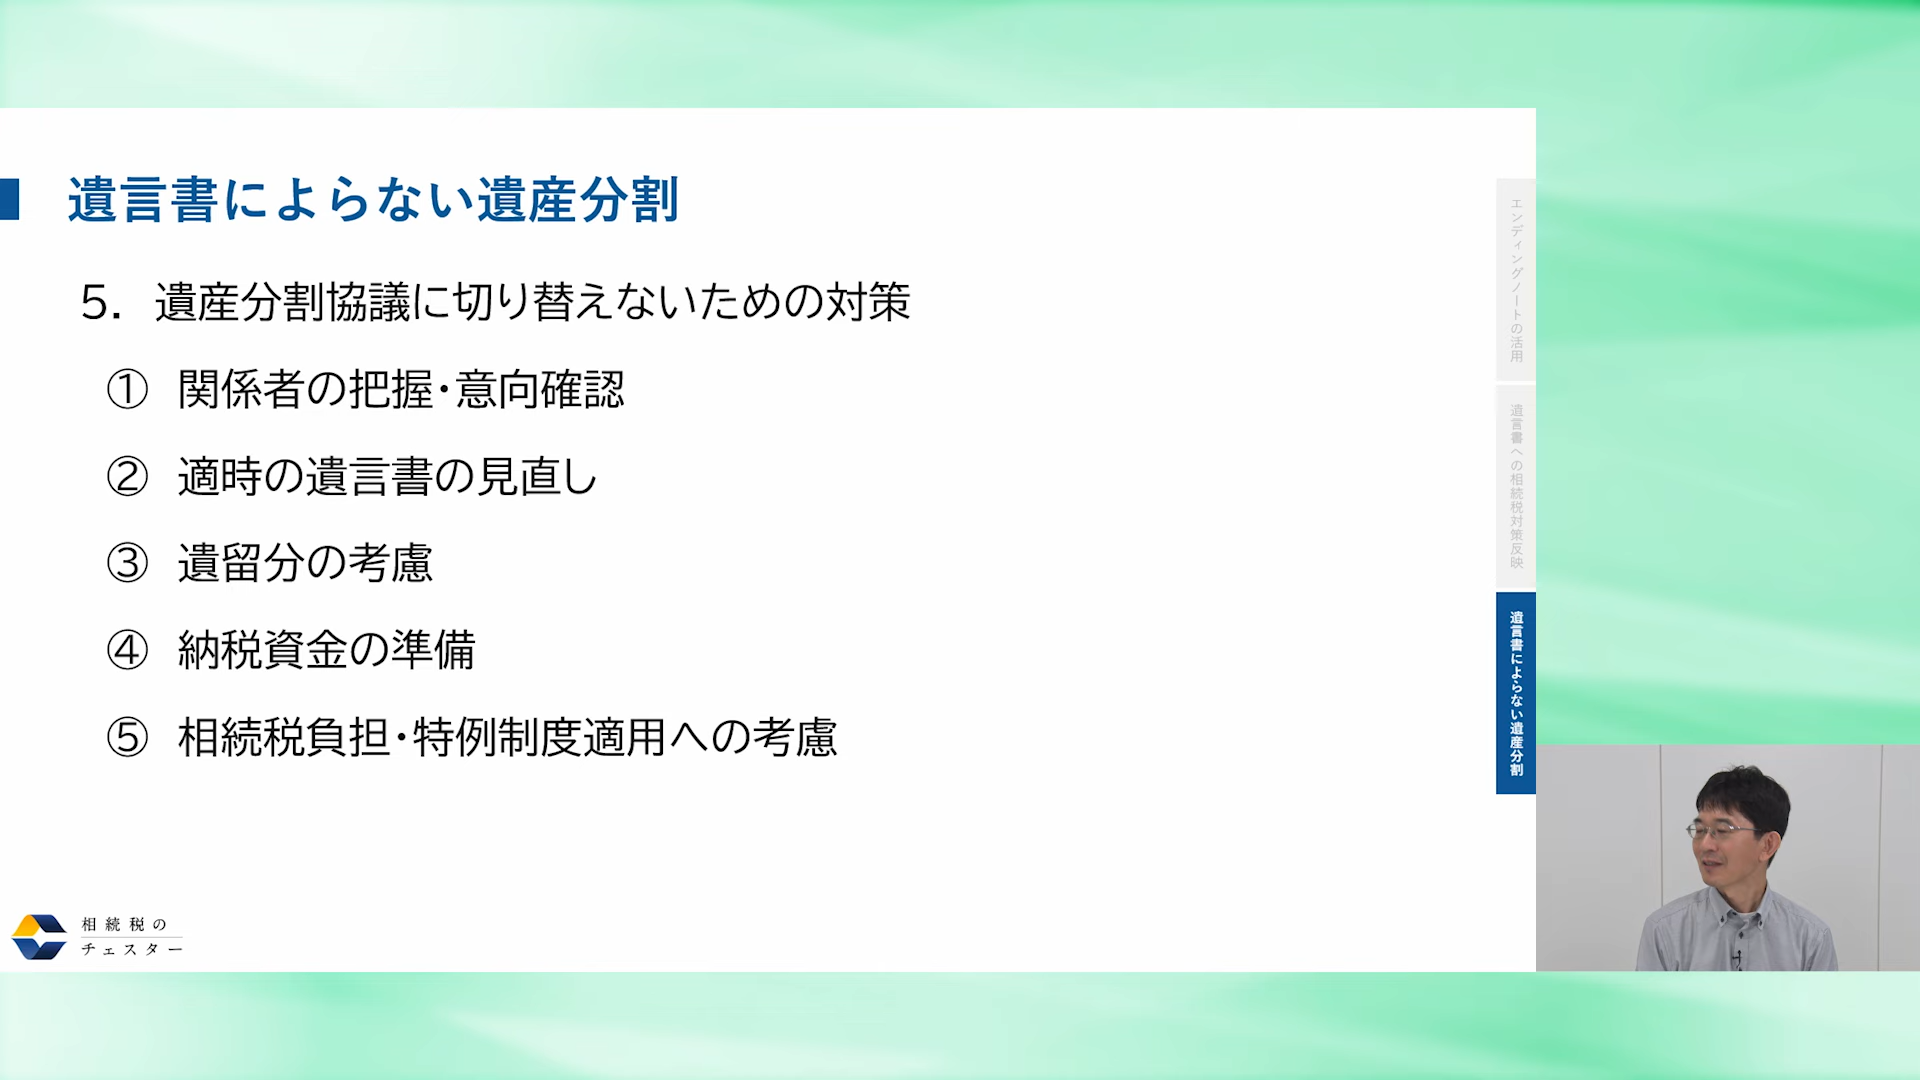 遺言書によらない遺産分割
5. 遺産分割協議に切り替えないための対策
① 関係者の把握・意向確認
② 適時の遺言書の見直し
③ 遺留分の考慮
④ 納税資金の準備
⑤ 相続税負担・特例制度適用への考慮
エンディングノートの活用
遺言書への相続税対策反映
遺言書によらない遺産分割
相続税の
チェスター